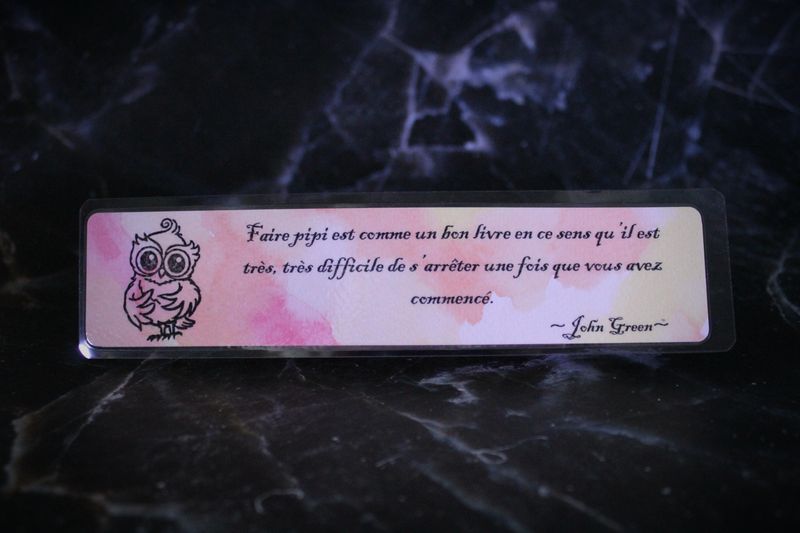 Faire pipi est comme un bon livre en ce sens qu'il est
très, très difficile de s'arrêter une fois que vous avez
commencé.
~John Green~